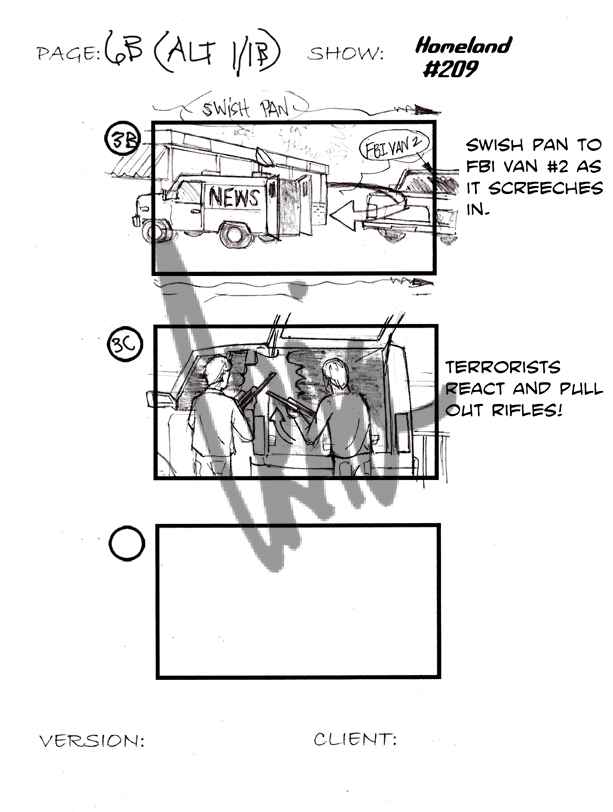 PAGE: 6B (ALT 1/1B) SHOW: Homeland
#209
SWISH PAN
3B
FBI VAN 2
NEWS
SWISH PAN TO
FBI VAN #2 AS
IT SCREECHES
IN.
3C
TERRORISTS
REACT AND PULL
OUT RIFLES!
VERSION: CLIENT: